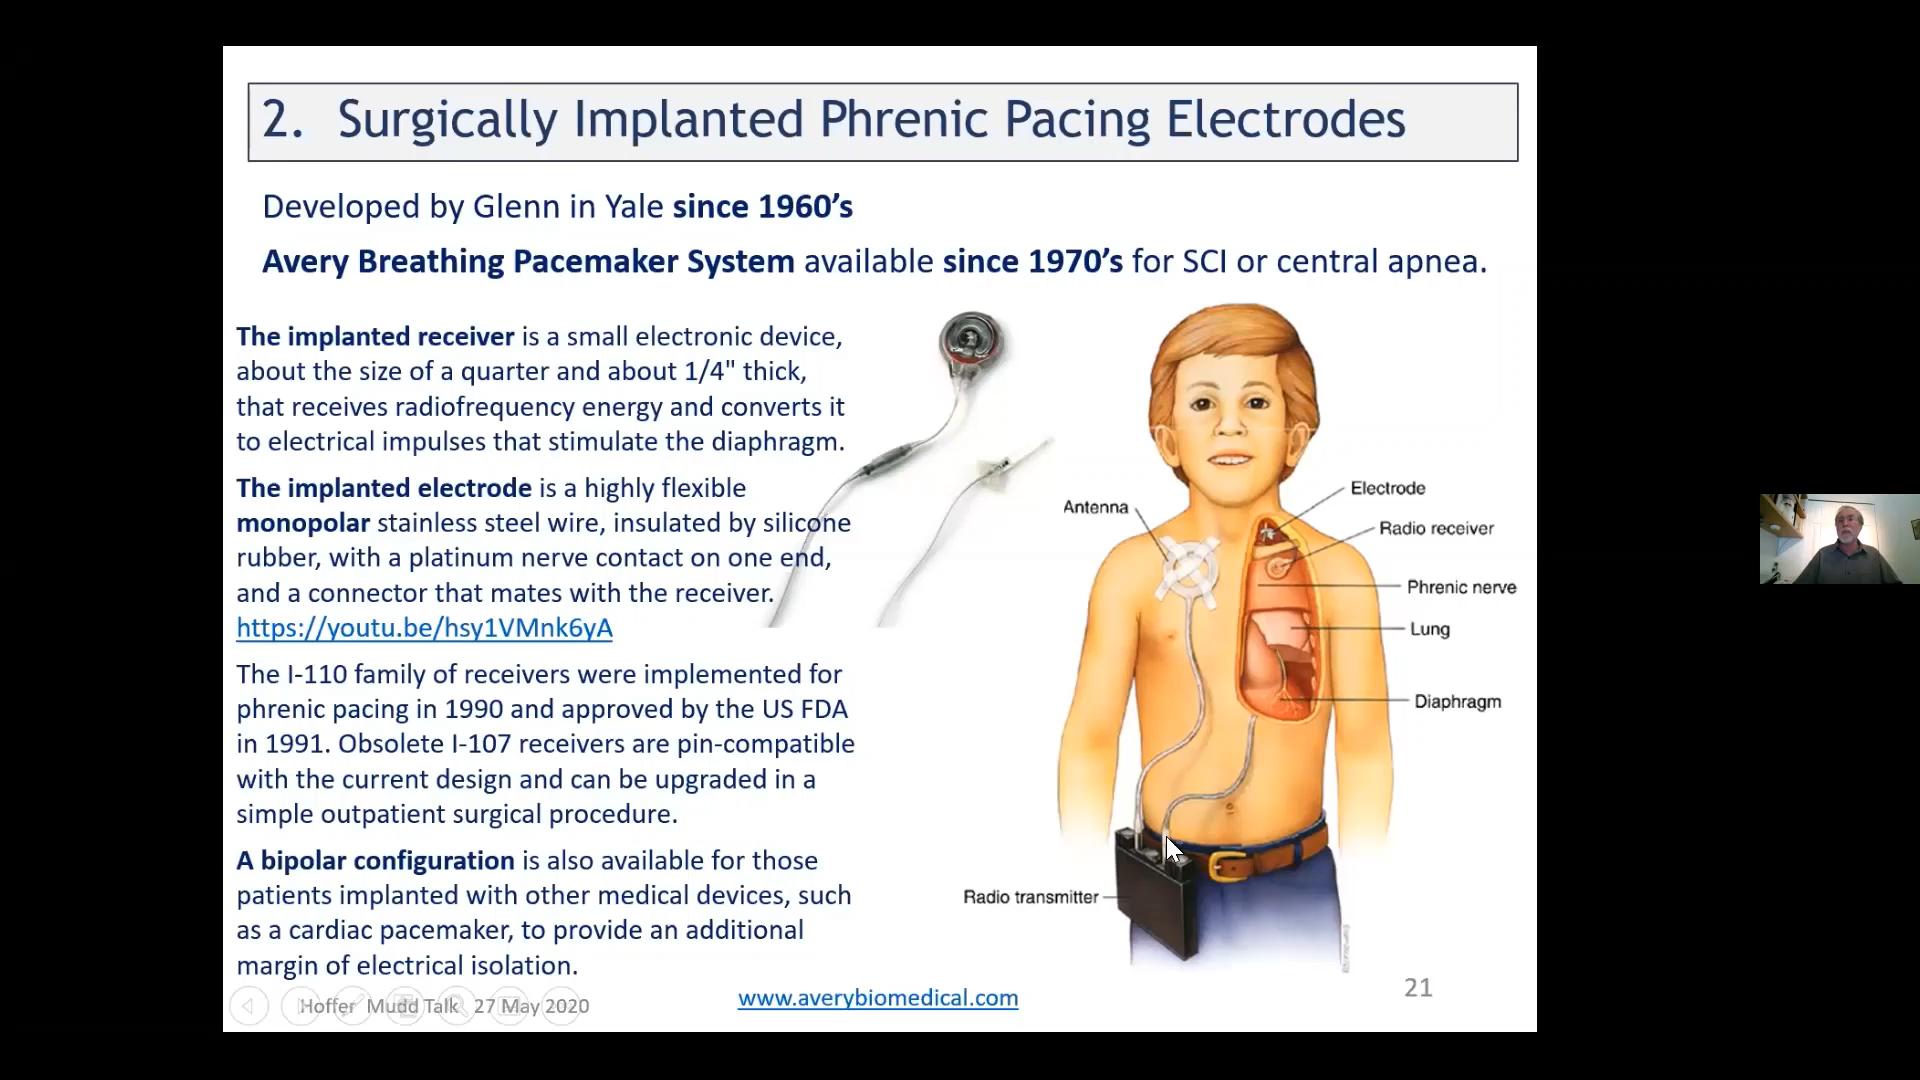 2. Surgically Implanted Phrenic Pacing Electrodes
Developed by Glenn in Yale since 1960’s
Avery Breathing Pacemaker System available since 1970’s for SCI or central apnea.
The implanted receiver is a small electronic device,
about the size of a quarter and about 1/4" thick,
that receives radiofrequency energy and converts it
to electrical impulses that stimulate the diaphragm.
The implanted electrode is a highly flexible
monopolar stainless steel wire, insulated by silicone
rubber, with a platinum nerve contact on one end,
and a connector that mates with the receiver.
https://youtu.be/hsy1VMnk6yA
The I-110 family of receivers were implemented for
phrenic pacing in 1990 and approved by the US FDA
in 1991. Obsolete I-107 receivers are pin-compatible
with the current design and can be upgraded in a
simple outpatient surgical procedure.
A bipolar configuration is also available for those
patients implanted with other medical devices, such
as a cardiac pacemaker, to provide an additional
margin of electrical isolation.
Electrode
Antenna
Radio receiver
Phrenic nerve
Lung
Diaphragm
Radio transmitter
Hoffer Mudd Talk 27 May 2020
www.averybiomedical.com
21